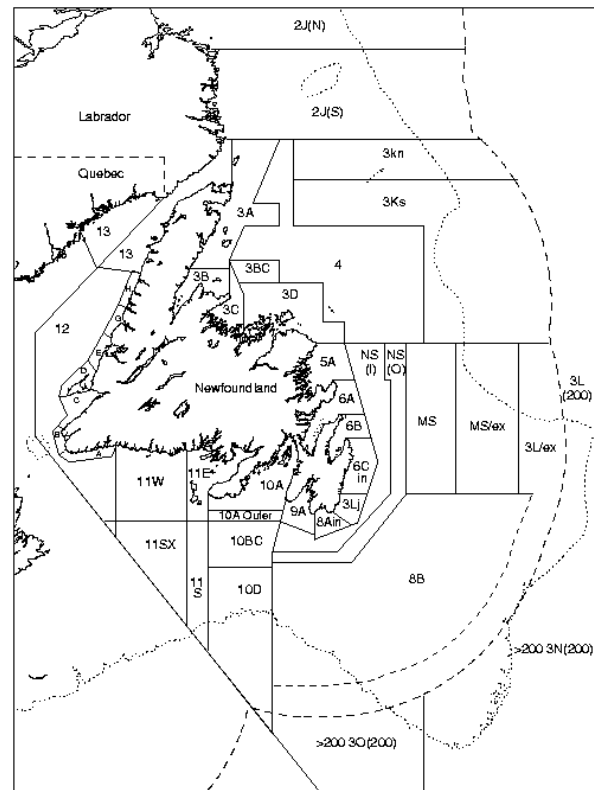 2J(N)
Labrador
2J(S)
3kn
Quebec
3Ks
3A
13
13
3B
3BC
4
3D
H
3C
G
12
NS
(I)
NS
(O)
E
5A
D
3L
(200)
Newfoundland
6A
C
MS
MS/ex
6B
B
3L/ex
A
11E
6C
in
11W
10A
3Lj
9A
10A Outer
8Ain
11SX
10BC
8B
11
S
10D
>200 3N(200)
>200 3O(200)